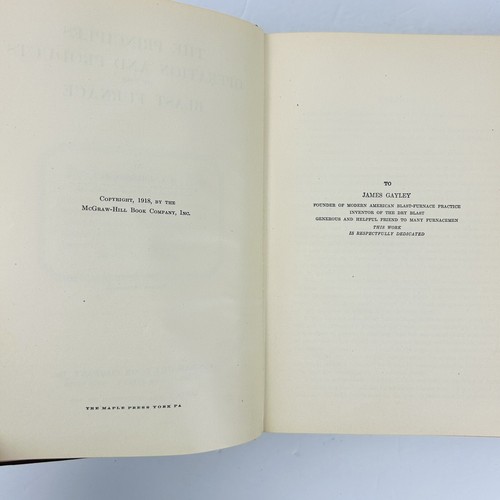 Copyright, 1918, by the
McGraw-Hill Book Company, Inc.
THE MAPLE PRESS YORK PA
TO
JAMES GAYLEY
FOUNDER OF MODERN AMERICAN BLAST-FURNACE PRACTICE
INVENTOR OF THE DRY BLAST
GENEROUS AND HELPFUL FRIEND TO MANY FURNACEMEN
THIS WORK
IS RESPECTFULLY DEDICATED